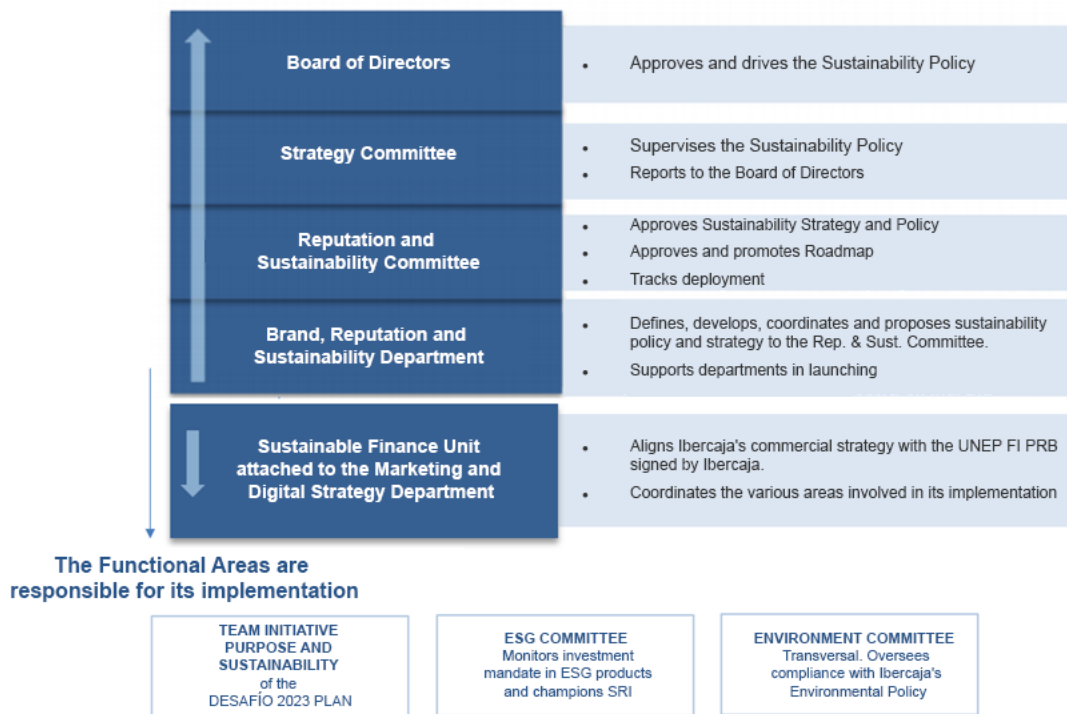 Board of Directors
• Approves and drives the Sustainability Policy
Strategy Committee
• Supervises the Sustainability Policy
• Reports to the Board of Directors
Reputation and
Sustainability Committee
• Approves Sustainability Strategy and Policy
• Approves and promotes Roadmap
• Tracks deployment
Brand, Reputation and
Sustainability Department
• Defines, develops, coordinates and proposes sustainability
policy and strategy to the Rep. & Sust. Committee.
• Supports departments in launching
Sustainable Finance Unit
attached to the Marketing and
Digital Strategy Department
• Aligns Ibercaja's commercial strategy with the UNEP FI PRB
signed by Ibercaja.
• Coordinates the various areas involved in its implementation
The Functional Areas are
responsible for its implementation
TEAM INITIATIVE
PURPOSE AND
SUSTAINABILITY
of the
DESAFÍO 2023 PLAN
ESG COMMITTEE
Monitors investment
mandate in ESG products
and champions SRI
ENVIRONMENT COMMITTEE
Transversal. Oversees
compliance with Ibercaja's
Environmental Policy